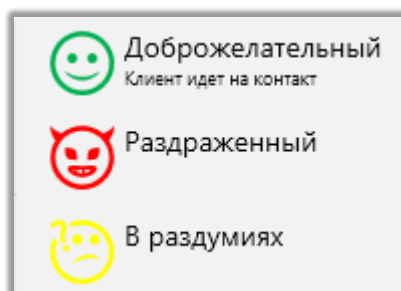 Доброжелательный
Клиент идет на контакт
Раздраженный
В раздумиях